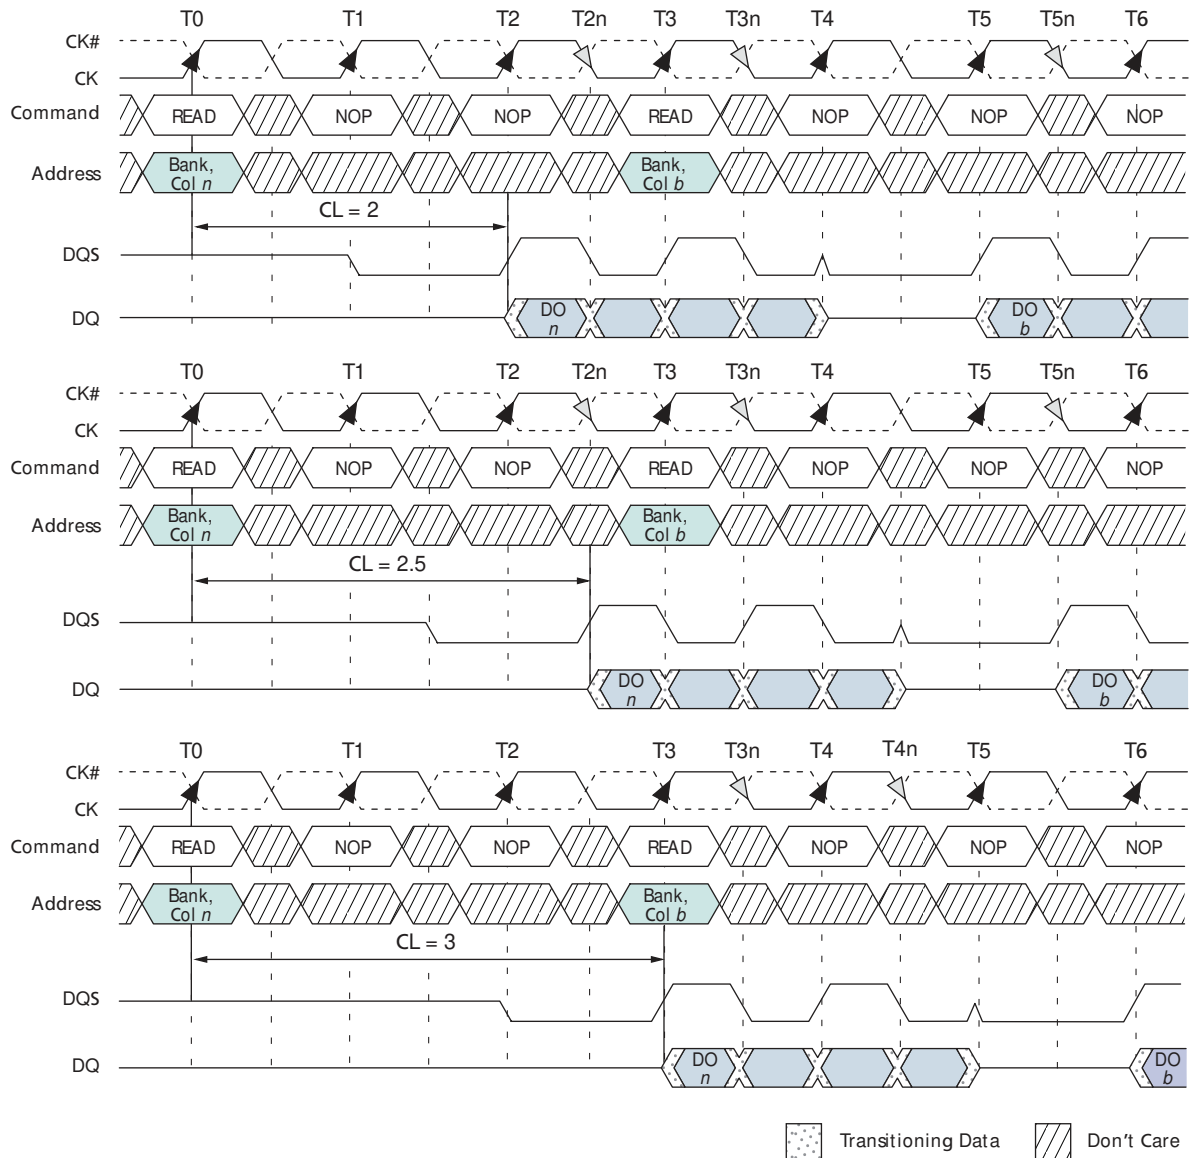 T0 T1 T2 T2n T3 T3n T4 T5 T5n T6
CK#
CK
Command READ NOP NOP READ NOP NOP NOP
Address Bank, Col n Bank, Col b
CL = 2
DQS
DQ DO n DO b
T0 T1 T2 T2n T3 T3n T4 T5 T5n T6
CK#
CK
Command READ NOP NOP READ NOP NOP NOP
Address Bank, Col n Bank, Col b
CL = 2.5
DQS
DQ DO n DO b
T0 T1 T2 T3 T3n T4 T4n T5 T6
CK#
CK
Command READ NOP NOP READ NOP NOP NOP
Address Bank, Col n Bank, Col b
CL = 3
DQS
DQ DO n DO b
Transitioning Data Don't Care